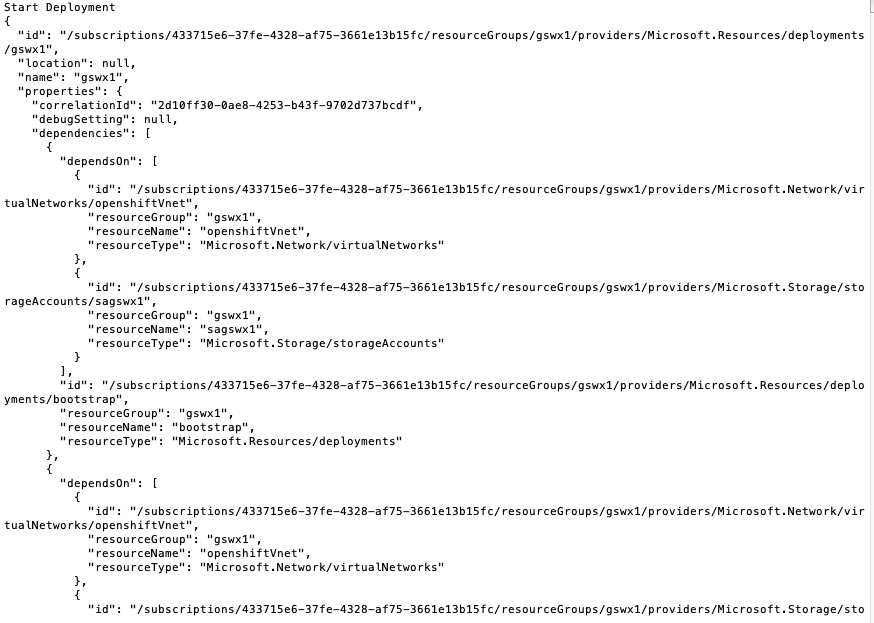 Start Deployment
{
  "id": "/subscriptions/433715e6-37fe-4328-af75-3661e13b15fc/resourceGroups/gswx1/providers/Microsoft.Resources/deployments
/gswx1",
  "location": null,
  "name": "gswx1",
  "properties": {
    "correlationId": "2d10ff30-0ae8-4253-b43f-9702d737bcdf",
    "debugSetting": null,
    "dependencies": [
      {
        "dependsOn": [
          {
            "id": "/subscriptions/433715e6-37fe-4328-af75-3661e13b15fc/resourceGroups/gswx1/providers/Microsoft.Network/vir
tualNetworks/openshiftVnet",
            "resourceGroup": "gswx1",
            "resourceName": "openshiftVnet",
            "resourceType": "Microsoft.Network/virtualNetworks"
          },
          {
            "id": "/subscriptions/433715e6-37fe-4328-af75-3661e13b15fc/resourceGroups/gswx1/providers/Microsoft.Storage/sto
rageAccounts/sagswx1",
            "resourceGroup": "gswx1",
            "resourceName": "sagswx1",
            "resourceType": "Microsoft.Storage/storageAccounts"
          }
        ],
        "id": "/subscriptions/433715e6-37fe-4328-af75-3661e13b15fc/resourceGroups/gswx1/providers/Microsoft.Resources/deplo
yments/bootstrap",
        "resourceGroup": "gswx1",
        "resourceName": "bootstrap",
        "resourceType": "Microsoft.Resources/deployments"
      },
      {
        "dependsOn": [
          {
            "id": "/subscriptions/433715e6-37fe-4328-af75-3661e13b15fc/resourceGroups/gswx1/providers/Microsoft.Network/vir
tualNetworks/openshiftVnet",
            "resourceGroup": "gswx1",
            "resourceName": "openshiftVnet",
            "resourceType": "Microsoft.Network/virtualNetworks"
          },
          {
            "id": "/subscriptions/433715e6-37fe-4328-af75-3661e13b15fc/resourceGroups/gswx1/providers/Microsoft.Storage/sto